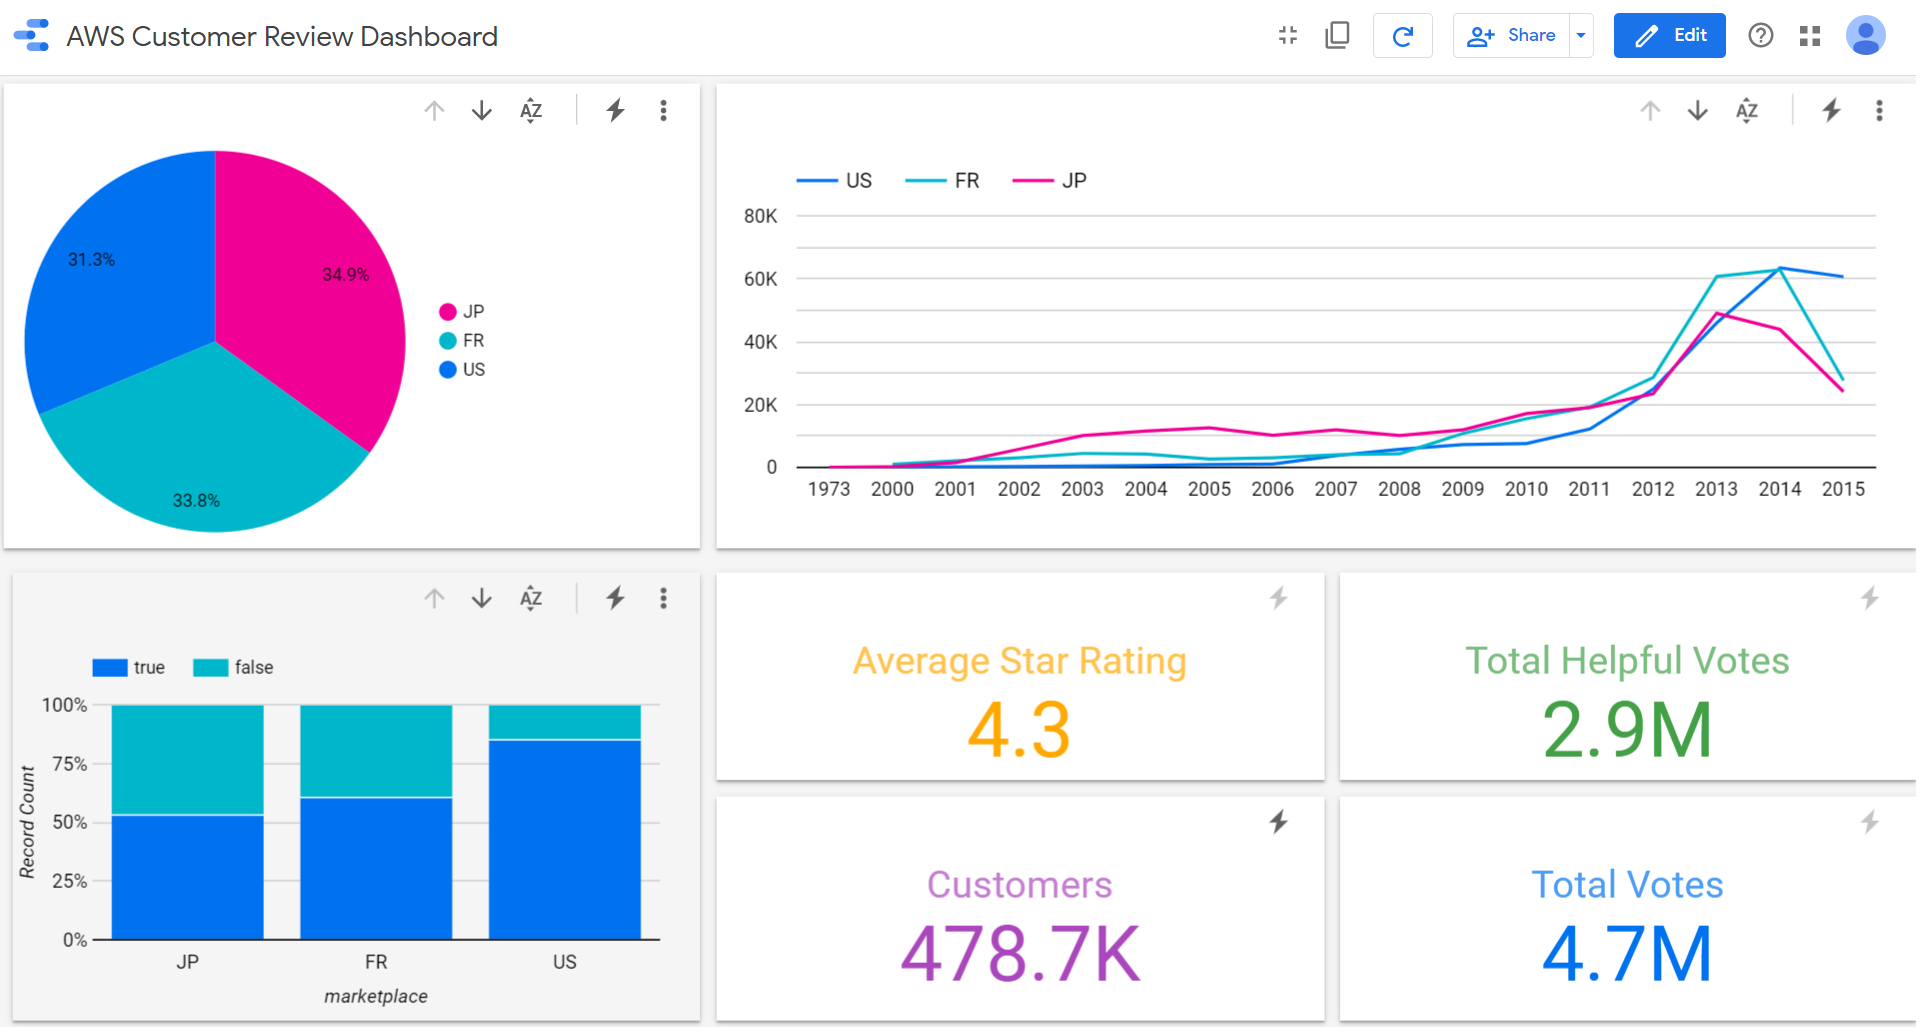 AWS Customer Review Dashboard
Share
Edit
AZ
31.3%
34.9%
33.8%
JP
FR
US
AZ
US FR JP
80K
60K
40K
20K
0
1973 2000 2001 2002 2003 2004 2005 2006 2007 2008 2009 2010 2011 2012 2013 2014 2015
AZ
true false
100%
75%
50%
25%
0%
Record Count
JP FR US
marketplace
Average Star Rating
4.3
Total Helpful Votes
2.9M
Customers
478.7K
Total Votes
4.7M